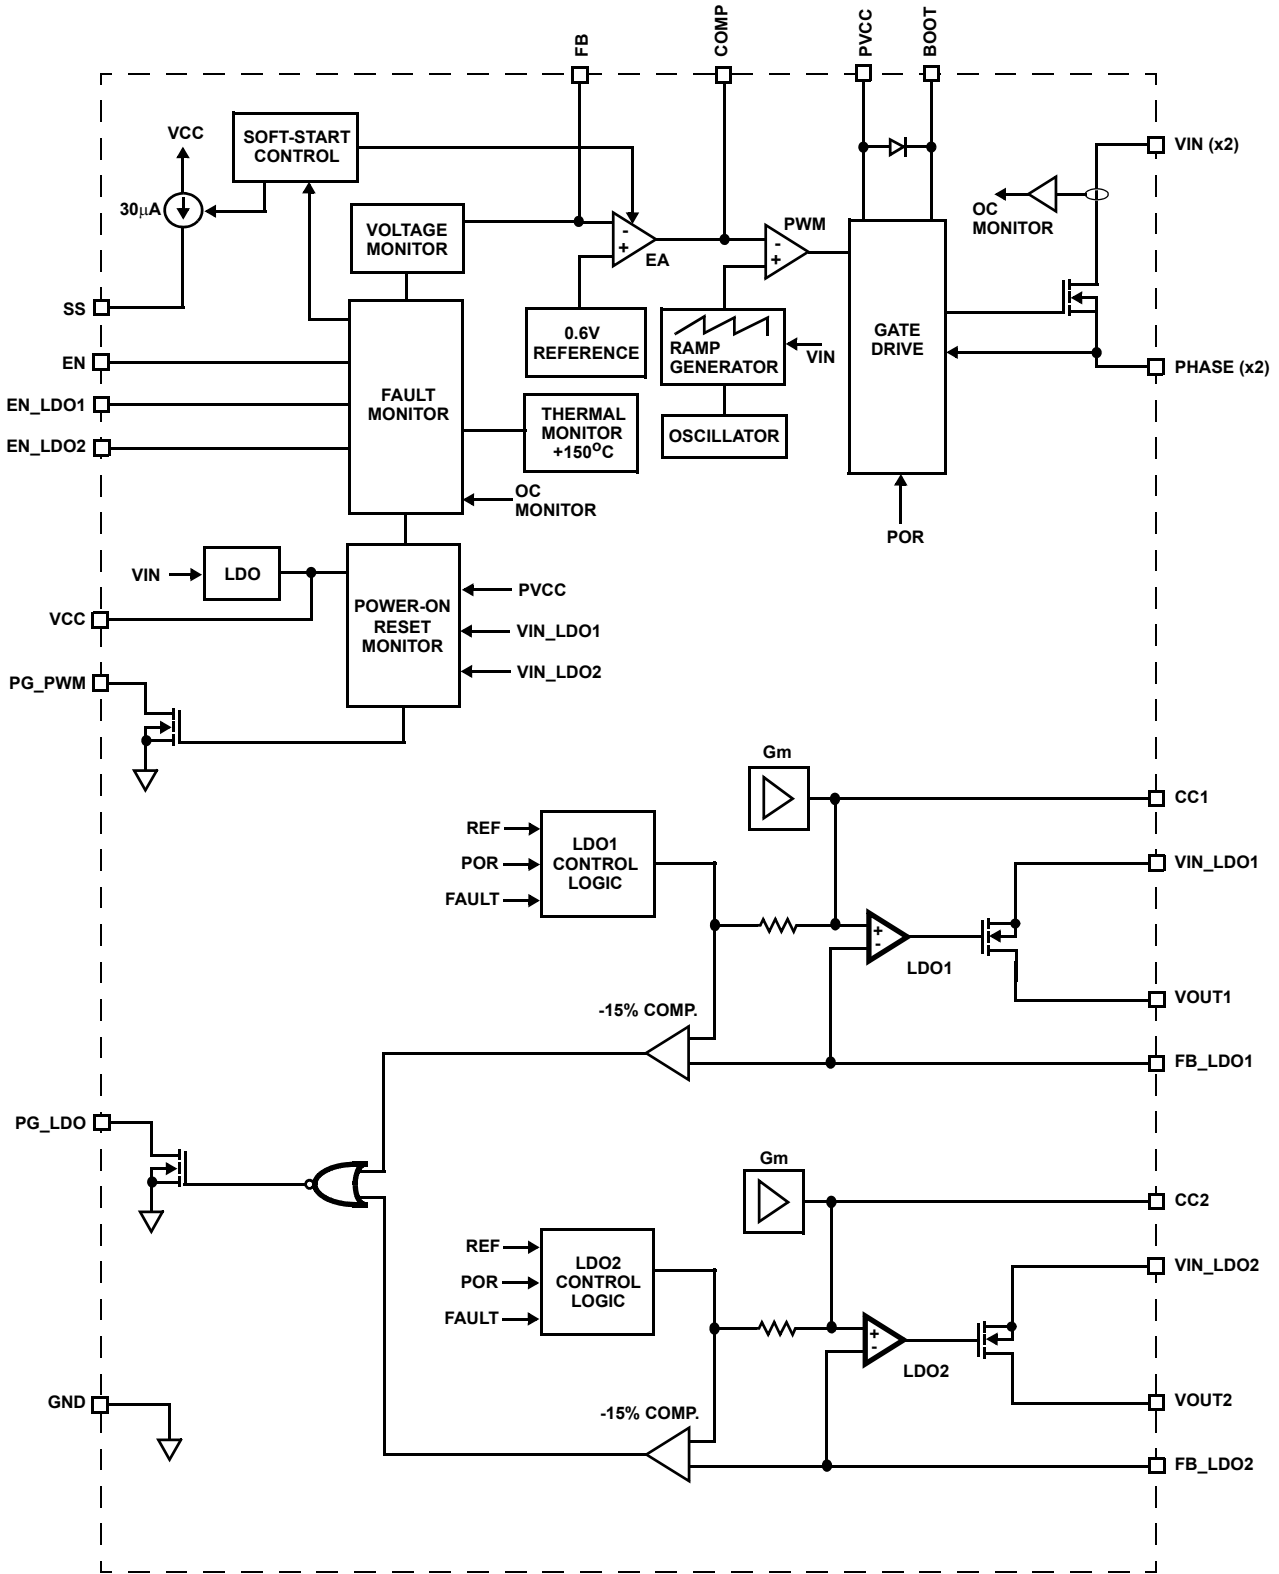 FB
COMP
PVCC
BOOT
VCC
SOFT-START
CONTROL
VIN (x2)
30μA
OC
MONITOR
VOLTAGE
MONITOR
-
+
EA
PWM
-
+
SS
0.6V
REFERENCE
RAMP
GENERATOR
VIN
GATE
DRIVE
EN
PHASE (x2)
EN_LDO1
FAULT
MONITOR
THERMAL
MONITOR
+150°C
OSCILLATOR
EN_LDO2
OC
MONITOR
POR
VIN
LDO
PVCC
VCC
POWER-ON
RESET
MONITOR
VIN_LDO1
VIN_LDO2
PG_PWM
Gm
CC1
REF
POR
FAULT
LDO1
CONTROL
LOGIC
VIN_LDO1
+
-
LDO1
VOUT1
-15% COMP.
FB_LDO1
PG_LDO
Gm
CC2
REF
POR
FAULT
LDO2
CONTROL
LOGIC
VIN_LDO2
+
-
LDO2
GND
VOUT2
-15% COMP.
FB_LDO2